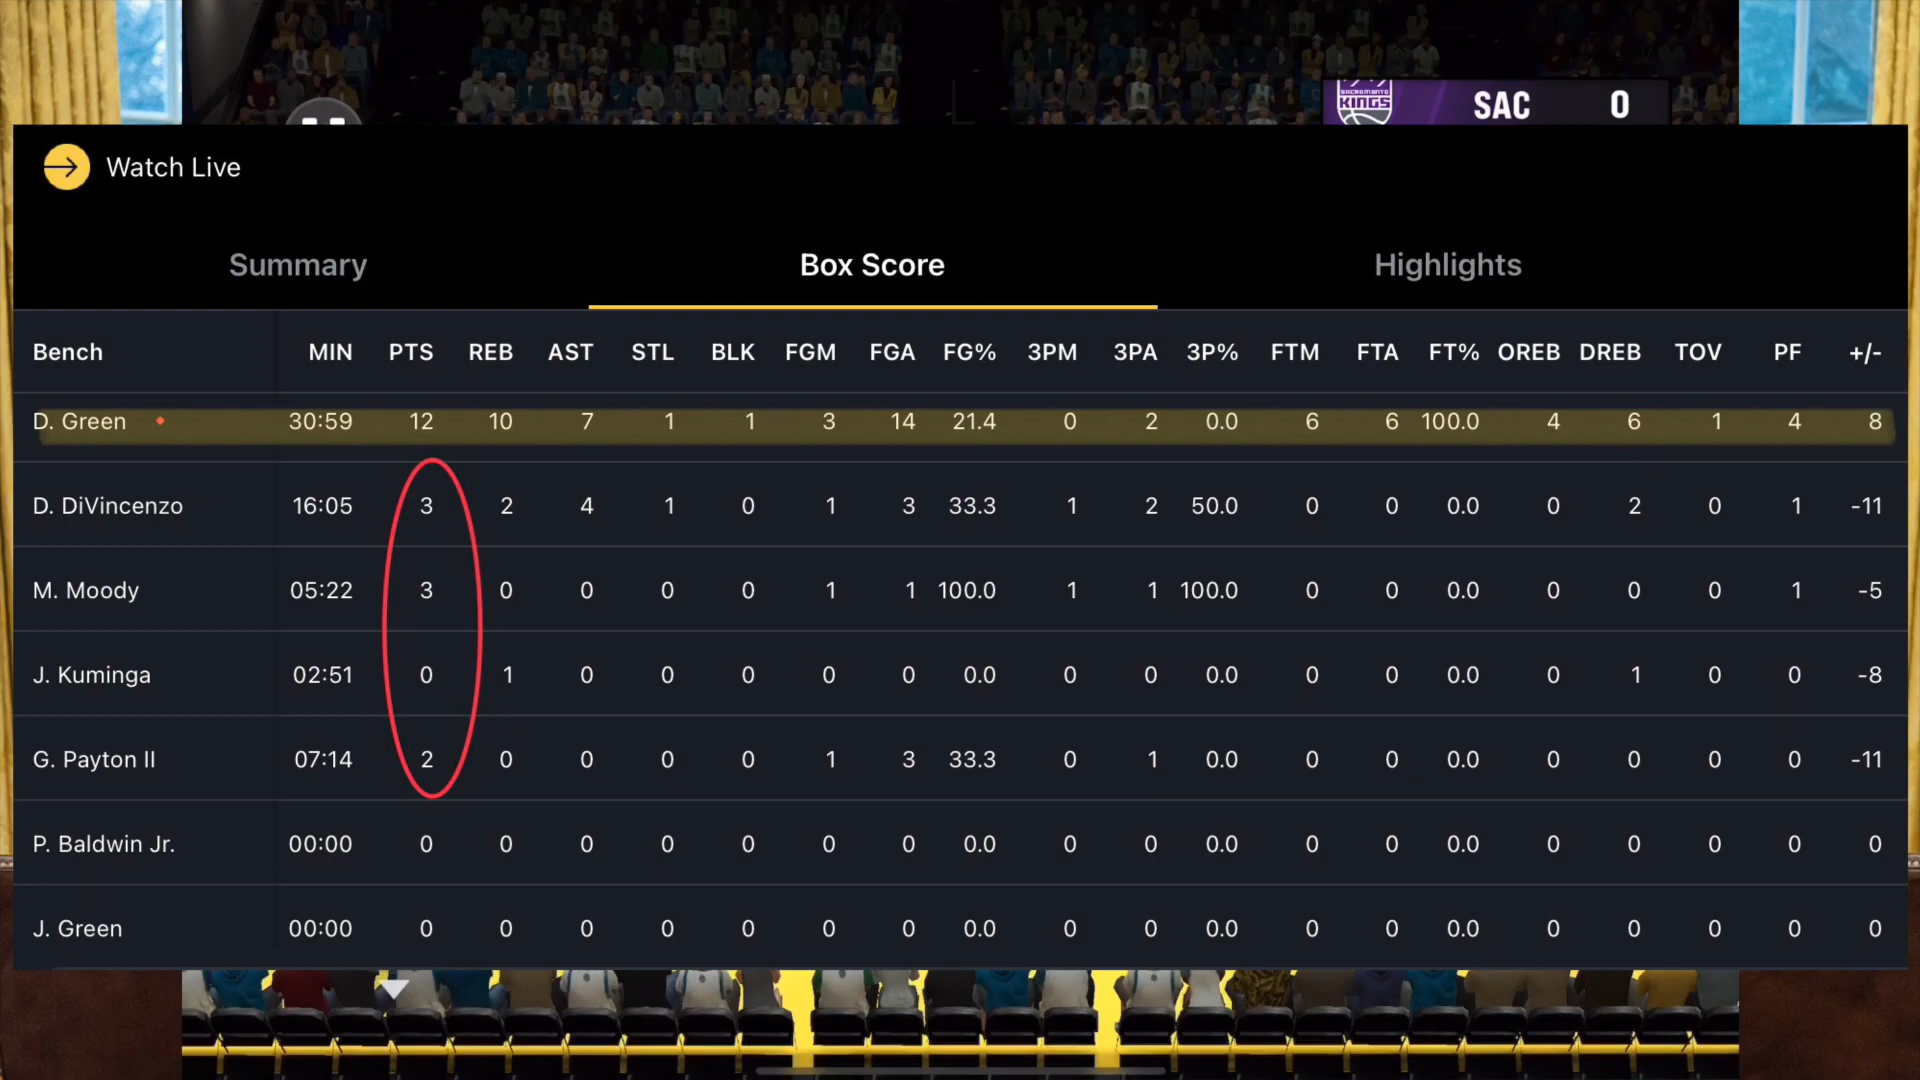 SACRAMENTO
KINGS
SAC 0
Watch Live
Summary Box Score Highlights
Bench MIN PTS REB AST STL BLK FGM FGA FG% 3PM 3PA 3P% FTM FTA FT% OREB DREB TOV PF +/-
D. Green 30:59 12 10 7 1 1 3 14 21.4 0 2 0.0 6 6 100.0 4 6 1 4 8
D. DiVincenzo 16:05 3 2 4 1 0 1 3 33.3 1 2 50.0 0 0 0.0 0 2 0 1 -11
M. Moody 05:22 3 0 0 0 0 1 1 100.0 1 1 100.0 0 0 0.0 0 0 0 1 -5
J. Kuminga 02:51 0 1 0 0 0 0 0 0.0 0 0 0.0 0 0 0.0 0 1 0 0 -8
G. Payton II 07:14 2 0 0 0 0 1 3 33.3 0 1 0.0 0 0 0.0 0 0 0 0 -11
P. Baldwin Jr. 00:00 0 0 0 0 0 0 0 0.0 0 0 0.0 0 0 0.0 0 0 0 0 0
J. Green 00:00 0 0 0 0 0 0 0 0.0 0 0 0.0 0 0 0.0 0 0 0 0 0